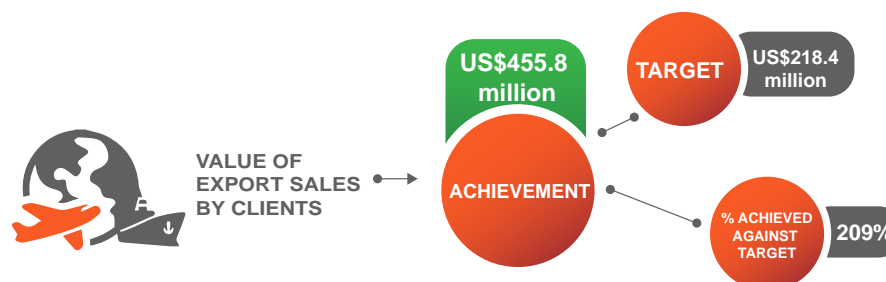 VALUE OF
EXPORT SALES
BY CLIENTS
US$455.8
million
ACHIEVEMENT
TARGET
US$218.4
million
% ACHIEVED
AGAINST
TARGET
209%